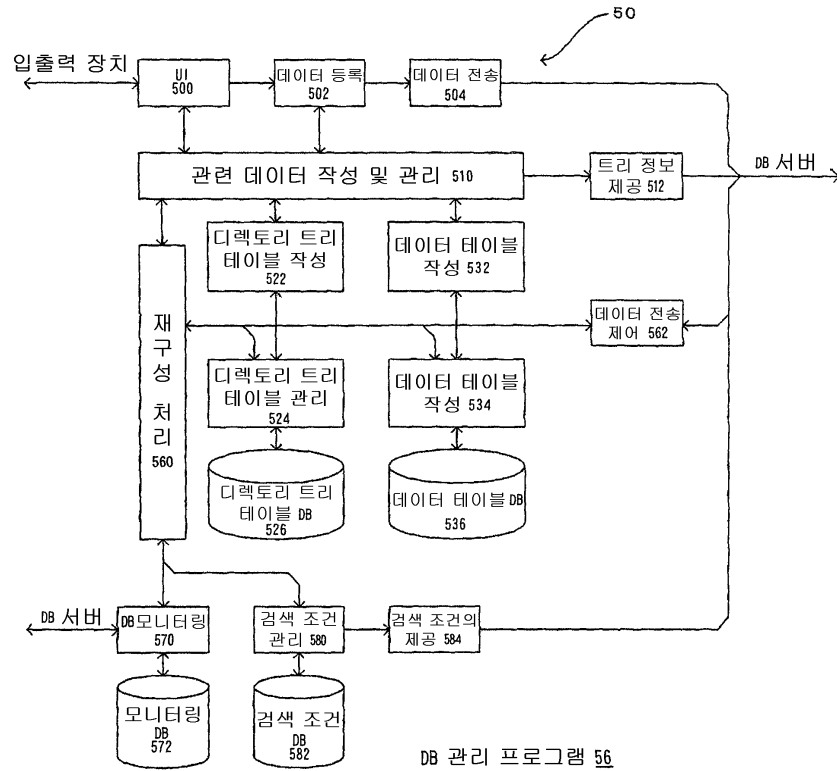 50
입출력 장치
UI
500
데이터 등록
502
데이터 전송
504
관련 데이터 작성 및 관리 510
트리 정보
제공 512
DB 서버
디렉토리 트리
테이블 작성
522
데이터 테이블
작성
532
재
구
성
처
리
560
데이터 전송
제어 562
디렉토리 트리
테이블 관리
524
데이터 테이블
작성
534
디렉토리 트리
테이블 DB
526
데이터 테이블 DB
536
DB 서버
DB모니터링
570
검색 조건
관리 580
검색 조건의
제공 584
모니터링
DB
572
검색 조건
DB
582
DB 관리 프로그램 56